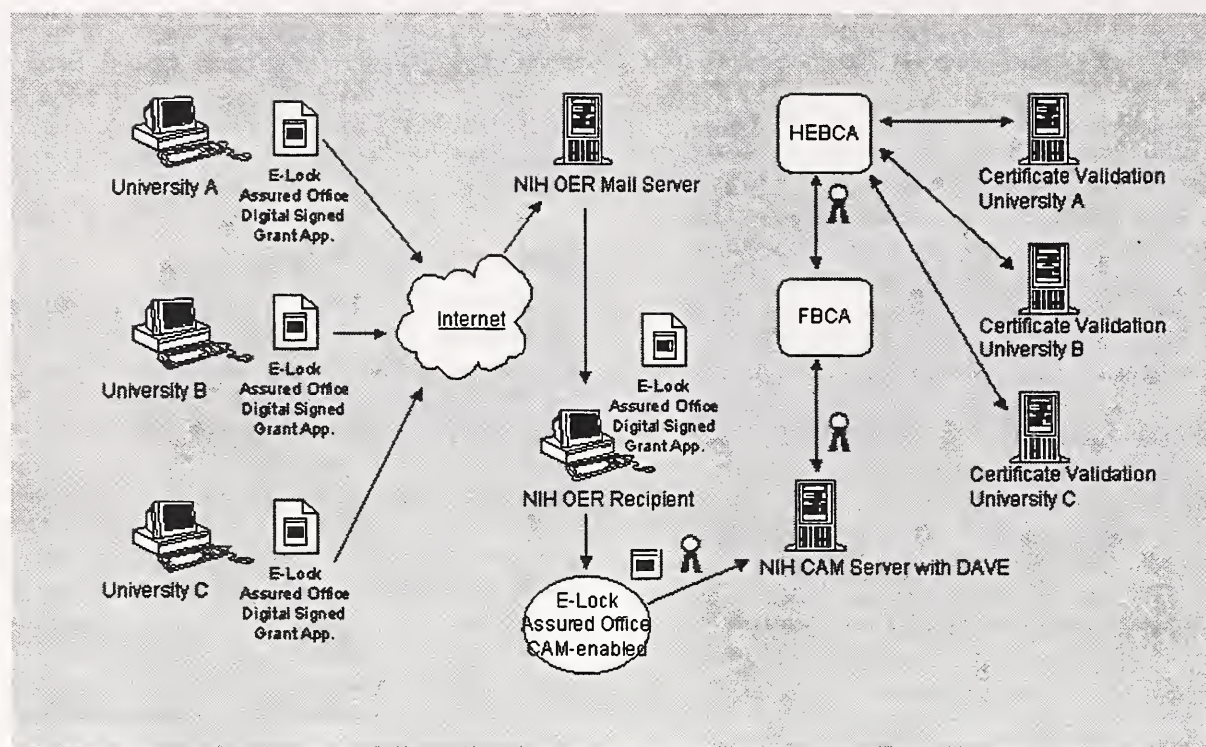 University A
E-Lock
Assured Office
Digital Signed
Grant App.
University B
E-Lock
Assured Office
Digital Signed
Grant App.
University C
E-Lock
Assured Office
Digital Signed
Grant App.
Internet
NIH OER Mail Server
E-Lock
Assured Office
Digital Signed
Grant App.
NIH OER Recipient
E-Lock
Assured Office
CAM-enabled
HEBCA
FBCA
NIH CAM Server with DAVE
Certificate Validation
University A
Certificate Validation
University B
Certificate Validation
University C